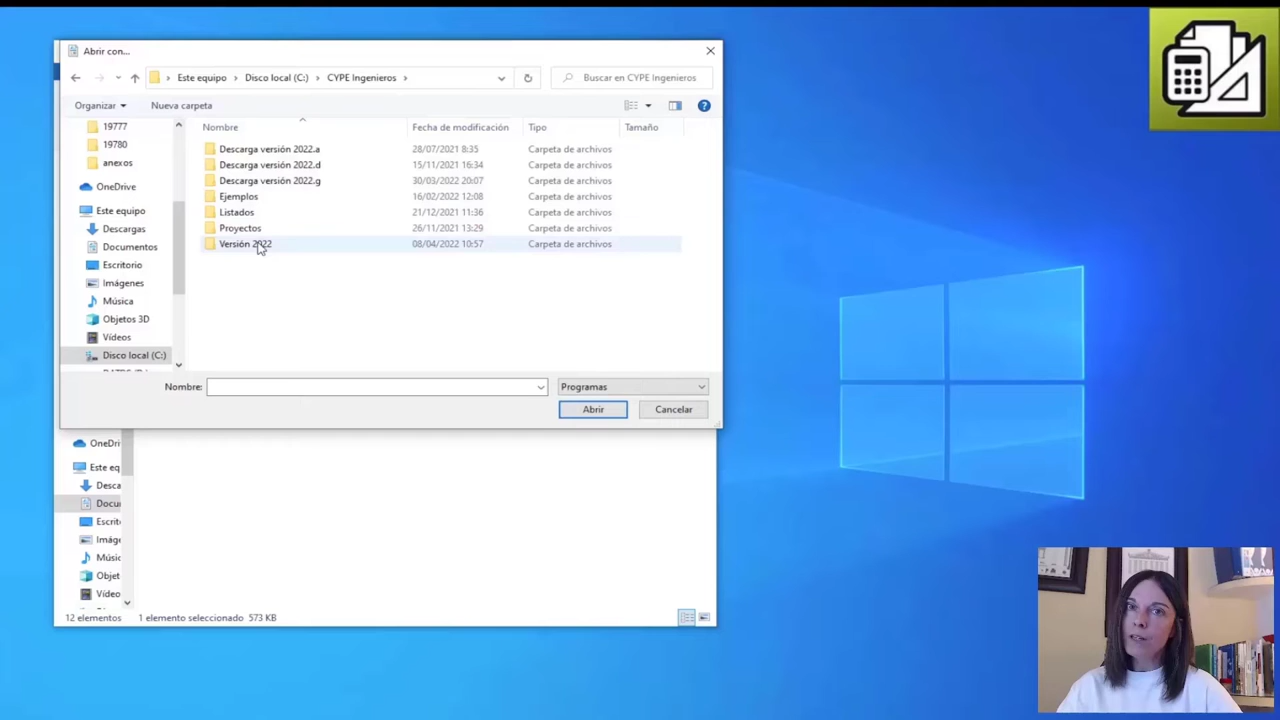 Abrir con...
Este equipo > Disco local (C:) > CYPE Ingenieros >
Buscar en CYPE Ingenieros
Organizar
Nueva carpeta
19777
19780
anexos
OneDrive
Este equipo
Descargas
Documentos
Escritorio
Imágenes
Música
Objetos 3D
Vídeos
Disco local (C:)
Nombre Fecha de modificación Tipo Tamaño
Descarga versión 2022.a 28/07/2021 8:35 Carpeta de archivos
Descarga versión 2022.d 15/11/2021 16:34 Carpeta de archivos
Descarga versión 2022.g 30/03/2022 20:07 Carpeta de archivos
Ejemplos 16/02/2022 12:08 Carpeta de archivos
Listados 21/12/2021 11:36 Carpeta de archivos
Proyectos 26/11/2021 13:29 Carpeta de archivos
Versión 2022 08/04/2022 10:57 Carpeta de archivos
Nombre:
Programas
Abrir
Cancelar
OneDri
Este eq
Desca
Docu
Escrit
Imág
Músic
Objet
Vídeo
12 elementos 1 elemento seleccionado 573 KB